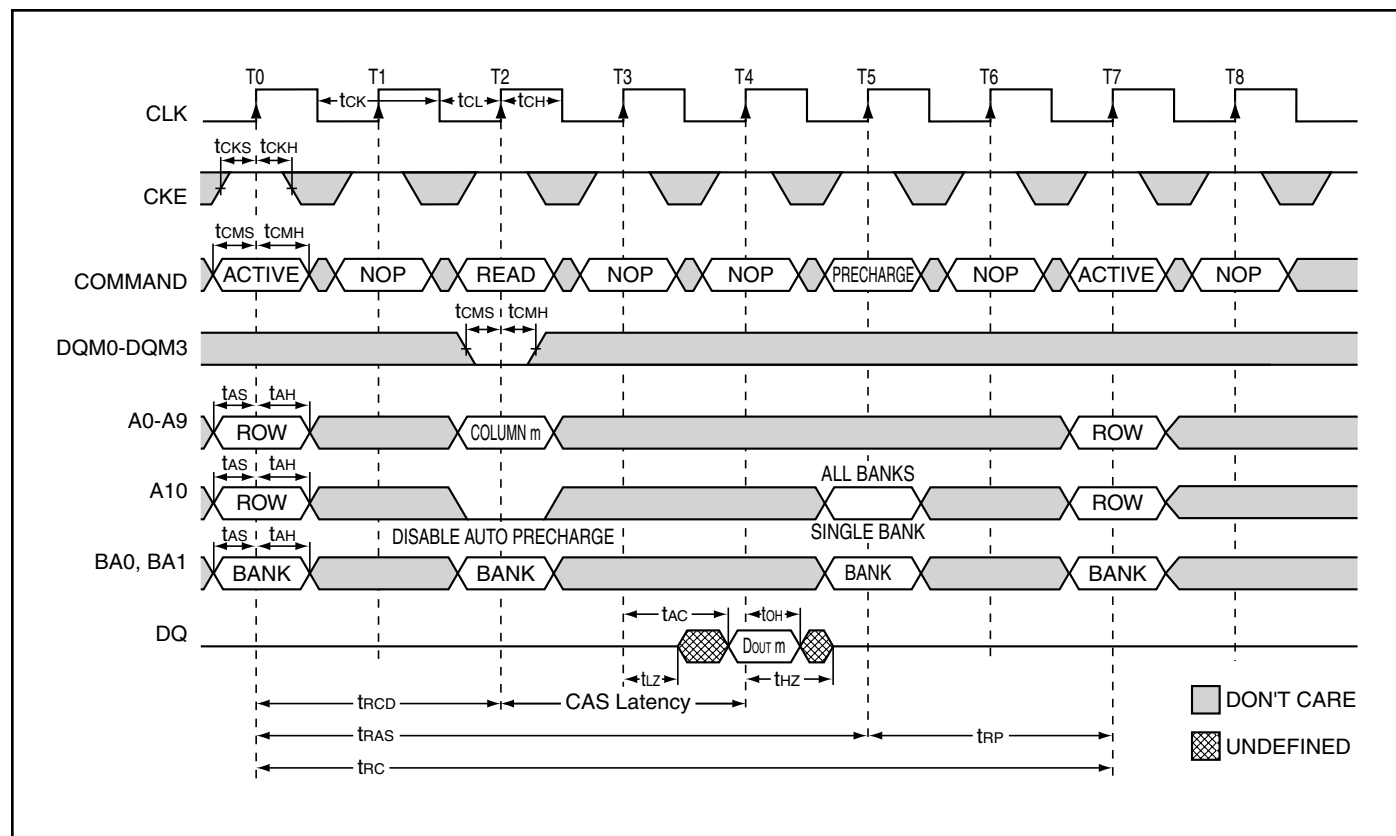 T0 T1 T2 T3 T4 T5 T6 T7 T8
CLK tCK tCL tCH
tCKS tCKH
CKE
tCMS tCMH
COMMAND ACTIVE NOP READ NOP NOP PRECHARGE NOP ACTIVE NOP
tCMS tCMH
DQM0-DQM3
tAS tAH
A0-A9 ROW COLUMN m ROW
tAS tAH ALL BANKS
A10 ROW ROW
DISABLE AUTO PRECHARGE SINGLE BANK
tAS tAH
BA0, BA1 BANK BANK BANK BANK
tAC tOH
DQ DOUT m
tLZ tHZ
tRCD CAS Latency
DON'T CARE
tRAS tRP
UNDEFINED
tRC